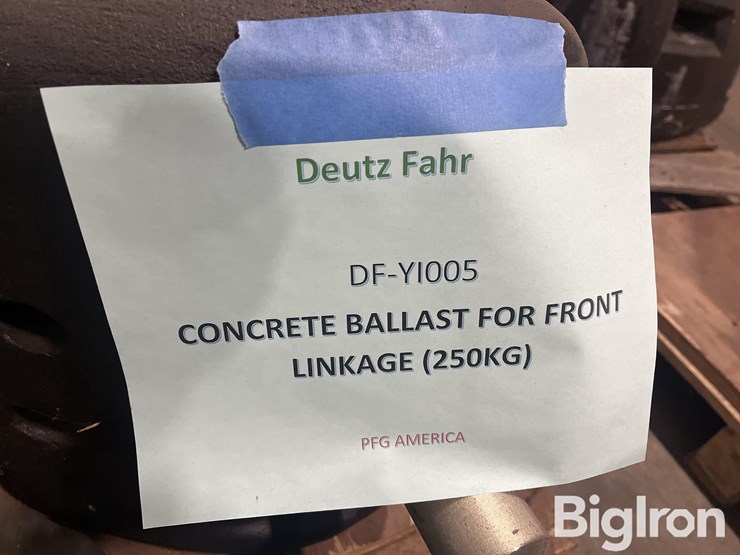 Deutz Fahr
DF-YI005
CONCRETE BALLAST FOR FRONT
LINKAGE (250KG)
PFG AMERICA
BigIron